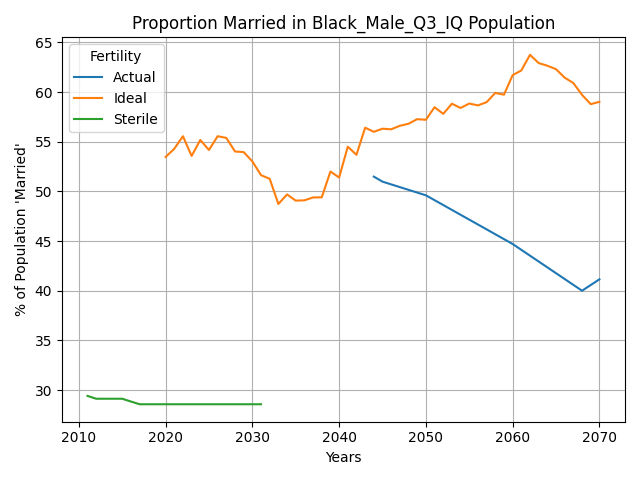 Proportion Married in Black_Male_Q3_IQ Population
Fertility
Actual
Ideal
Sterile
% of Population 'Married'
65
60
55
50
45
40
35
30
2010 2020 2030 2040 2050 2060 2070
Years